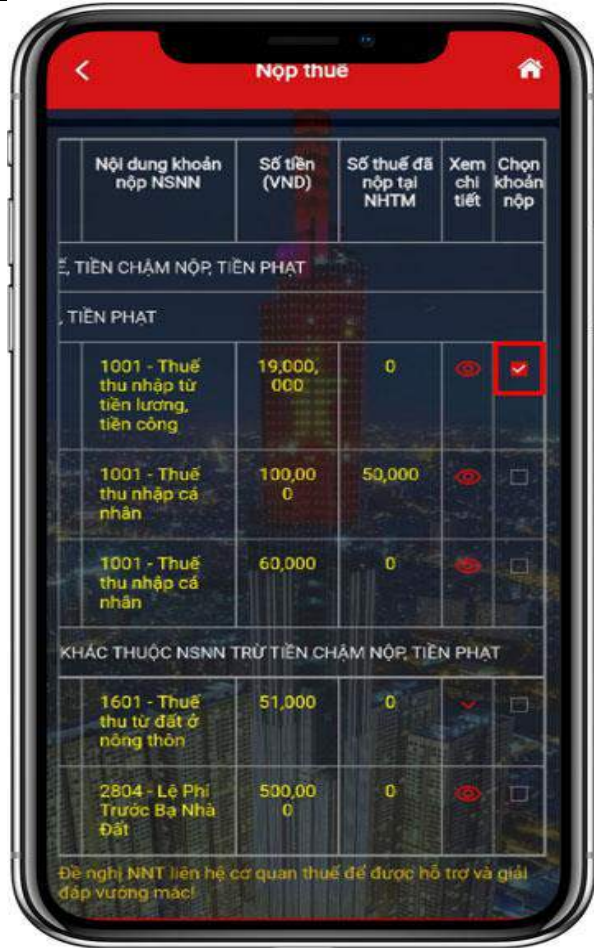 Nộp thuế
Nội dung khoản nộp NSNN
Số tiền (VND)
Số thuế đã nộp tại NHTM
Xem chi tiết
Chọn khoản nộp
Ế, TIỀN CHẬM NỘP, TIỀN PHẠT
, TIỀN PHẠT
1001 - Thuế thu nhập từ tiền lương, tiền công
19,000,000
0
1001 - Thuế thu nhập cá nhân
100,000
50,000
1001 - Thuế thu nhập cá nhân
60,000
0
KHÁC THUỘC NSNN TRỪ TIỀN CHẬM NỘP, TIỀN PHẠT
1601 - Thuế thu từ đất ở nông thôn
51,000
0
2804 - Lệ Phí Trước Bạ Nhà Đất
500,000
0
Đề nghị NNT liên hệ cơ quan thuế để được hỗ trợ và giải
đáp vướng mắc!